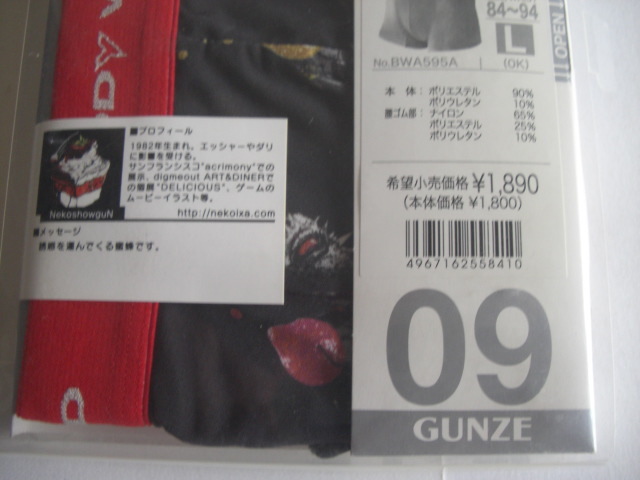 ■プロフィール
1982年生まれ。エッシャーやダリ
に影響を受ける。
サンフランシスコ"acrimony"での
展示、digmeout ART&DINERで
の個展"DELICIOUS"、ゲームの
ムービーイラスト等。
http://nekoixa.com
NekoshowguN
■メッセージ
誘惑を運んでくる蜜蜂です。
84~94
L
No.BWA595A
(OK)
OPEN
本体: ポリエステル 90%
ポリウレタン 10%
腰ゴム部: ナイロン 65%
ポリエステル 25%
ポリウレタン 10%
希望小売価格 ¥1,890
(本体価格 ¥1,800)
4967162558410
09
GUNZE